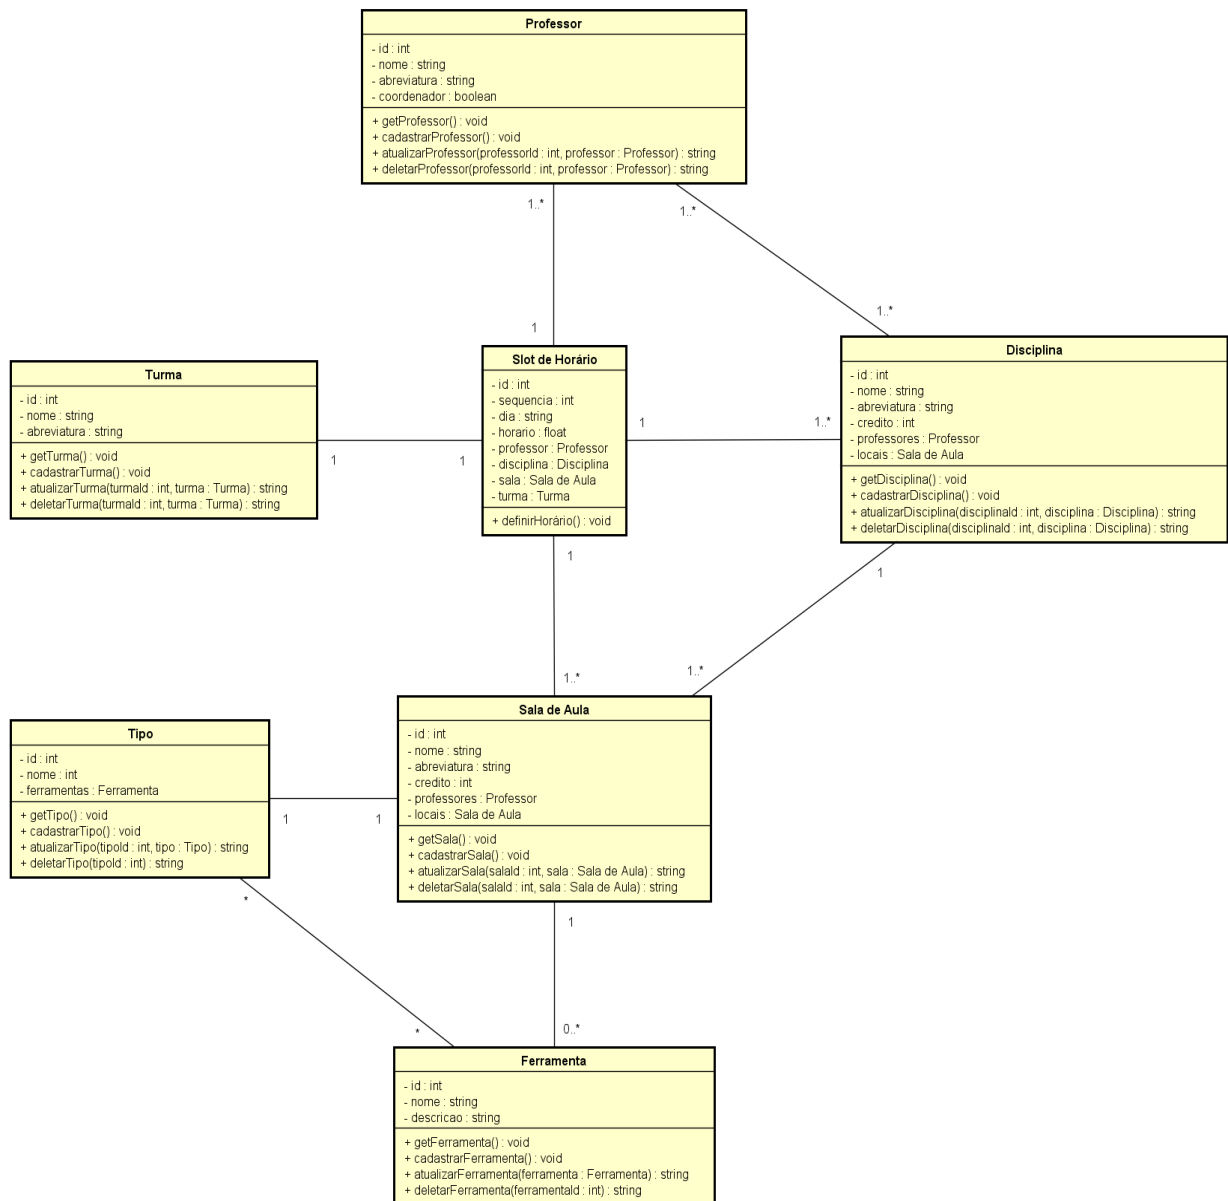 Professor
- id : int
- nome : string
- abreviatura : string
- coordenador : boolean
+ getProfessor() : void
+ cadastrarProfessor() : void
+ atualizarProfessor(professorId : int, professor : Professor) : string
+ deletarProfessor(professorId : int, professor : Professor) : string
1..*
1..*
1
1..*
Turma
- id : int
- nome : string
- abreviatura : string
+ getTurma() : void
+ cadastrarTurma() : void
+ atualizarTurma(turmaId : int, turma : Turma) : string
+ deletarTurma(turmaId : int, turma : Turma) : string
1
1
Slot de Horário
- id : int
- sequencia : int
- dia : string
- horario : float
- professor : Professor
- disciplina : Disciplina
- sala : Sala de Aula
- turma : Turma
+ definirHorário() : void
1
1..*
Disciplina
- id : int
- nome : string
- abreviatura : string
- credito : int
- professores : Professor
- locais : Sala de Aula
+ getDisciplina() : void
+ cadastrarDisciplina() : void
+ atualizarDisciplina(disciplinaId : int, disciplina : Disciplina) : string
+ deletarDisciplina(disciplinaId : int, disciplina : Disciplina) : string
1
1
1..*
1..*
Tipo
- id : int
- nome : int
- ferramentas : Ferramenta
+ getTipo() : void
+ cadastrarTipo() : void
+ atualizarTipo(tipoId : int, tipo : Tipo) : string
+ deletarTipo(tipoId : int) : string
1
1
Sala de Aula
- id : int
- nome : string
- abreviatura : string
- credito : int
- professores : Professor
- locais : Sala de Aula
+ getSala() : void
+ cadastrarSala() : void
+ atualizarSala(salaId : int, sala : Sala de Aula) : string
+ deletarSala(salaId : int, sala : Sala de Aula) : string
*
1
*
0..*
Ferramenta
- id : int
- nome : string
- descricao : string
+ getFerramenta() : void
+ cadastrarFerramenta() : void
+ atualizarFerramenta(ferramenta : Ferramenta) : string
+ deletarFerramenta(ferramentaId : int) : string